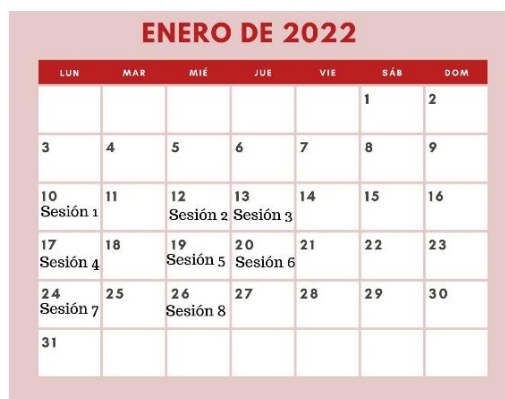 ENERO DE 2022
LUN MAR MIÉ JUE VIE SÁB DOM
1 2
3 4 5 6 7 8 9
10 11 12 13 14 15 16
Sesión 1 Sesión 2 Sesión 3
17 18 19 20 21 22 23
Sesión 4 Sesión 5 Sesión 6
24 25 26 27 28 29 30
Sesión 7 Sesión 8
31